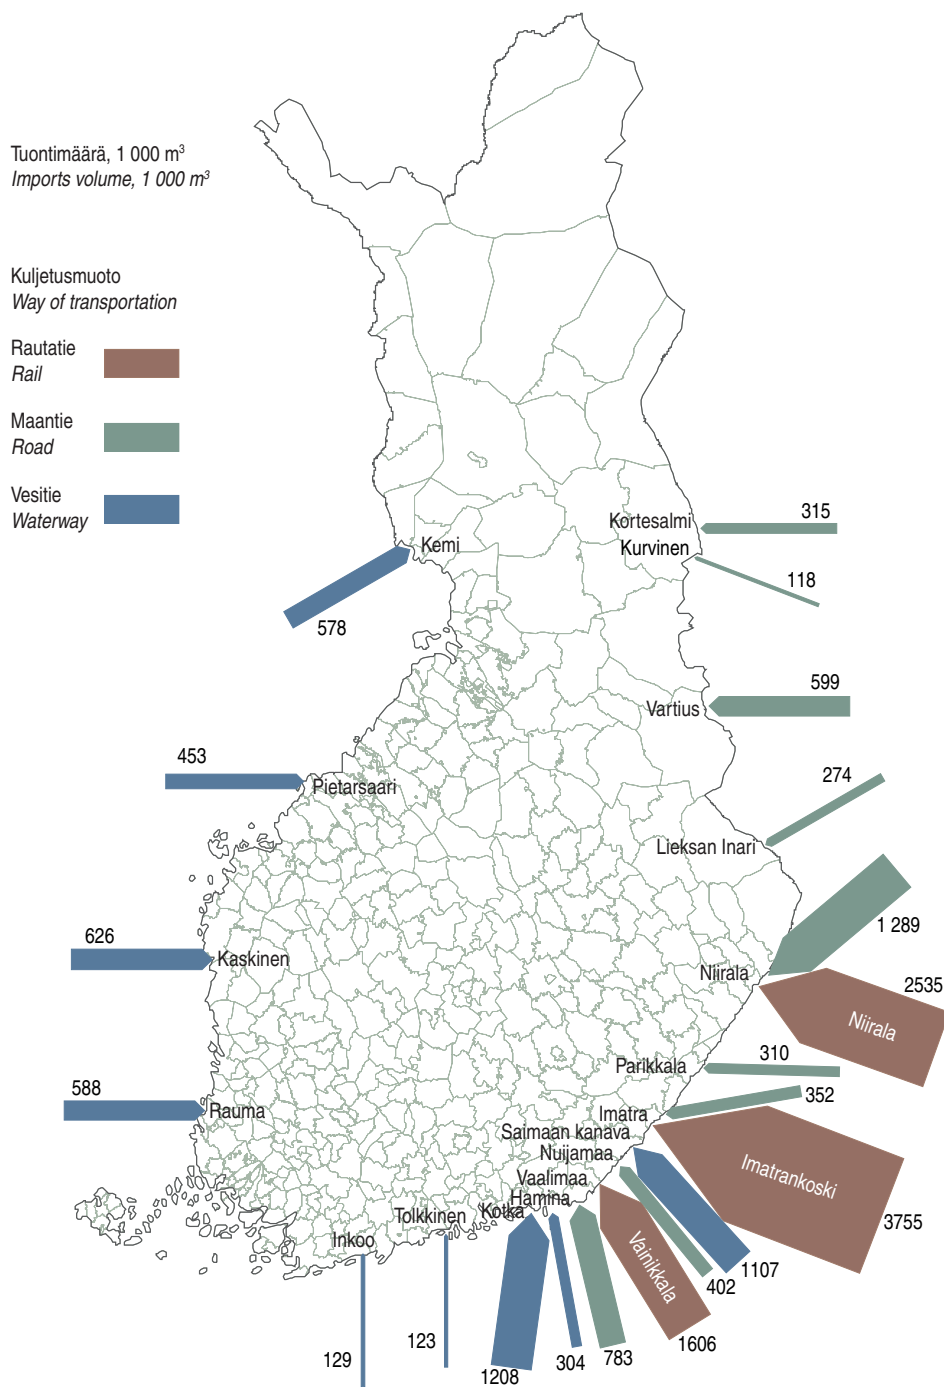 Tuontimäärä, 1 000 m³
Imports volume, 1 000 m³
Kuljetusmuoto
Way of transportation
Rautatie
Rail
Maantie
Road
Vesitie
Waterway
315
Kortesalmi
Kemi
Kurvinen
118
578
599
Vartius
453
274
Pietarsaari
Lieksan Inari
1 289
626
Kaskinen
Niirala
2535
Niirala
310
Parikkala
588
352
Rauma
Imatra
Saimaan kanava
Nuijamaa
Imatrankoski
Vaalimaa
Hamina
Kotka
Tolkkinen
3755
Inkoo
Vainikkala
1107
402
123
1606
129
783
304
1208